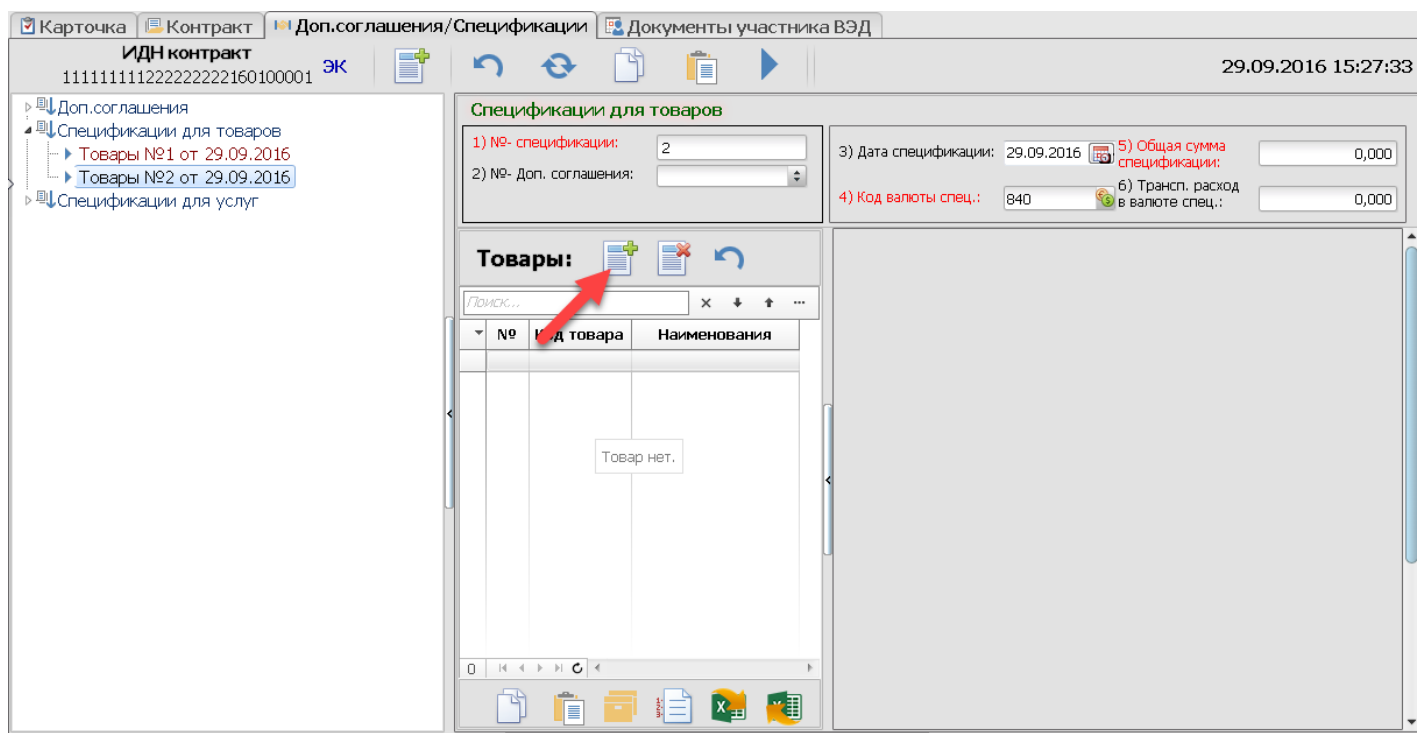 Карточка Контракт Доп.соглашения/Спецификации Документы участника ВЭД
ИДН контракт
111111111222222222160100001 ЭК
29.09.2016 15:27:33
Доп.соглашения
Спецификации для товаров
Товары №1 от 29.09.2016
Товары №2 от 29.09.2016
Спецификации для услуг
Спецификации для товаров
1) №- спецификации: 2
2) №- Доп. соглашения:
3) Дата спецификации: 29.09.2016
4) Код валюты спец.: 840
5) Общая сумма
спецификации: 0,000
6) Трансп. расход
в валюте спец.: 0,000
Товары:
Поиск...
№ Код товара Наименования
Товар нет.
0